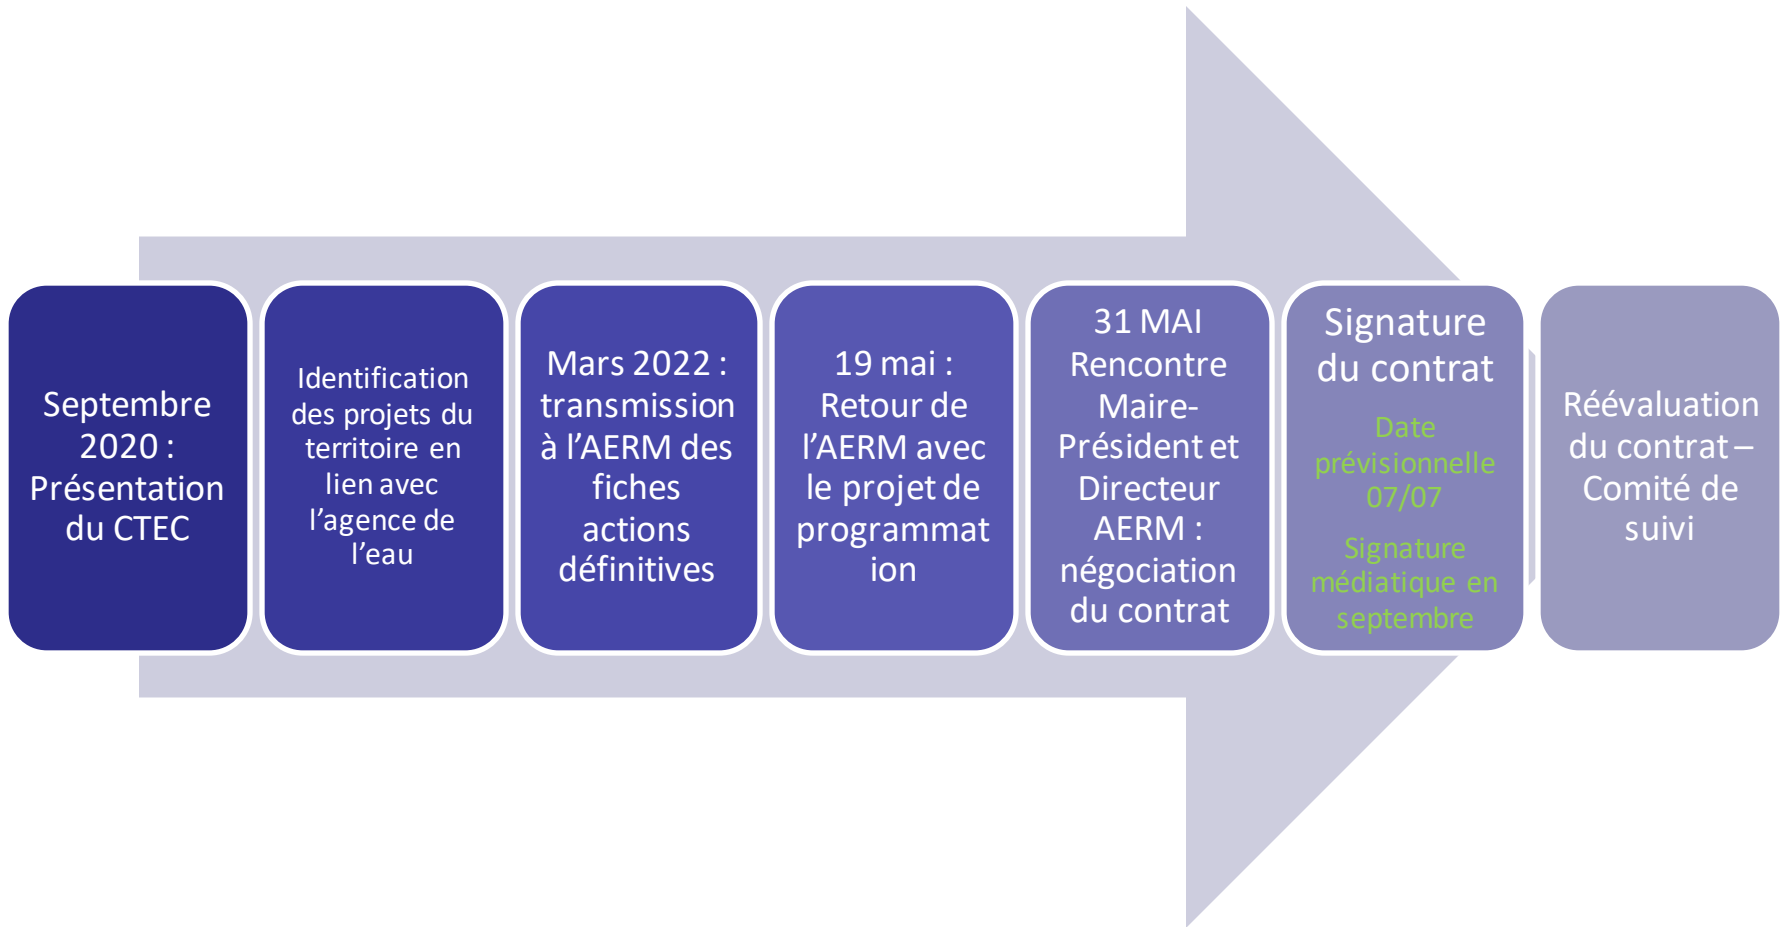 Septembre
2020 :
Présentation
du CTEC
Identification
des projets du
territoire en
lien avec
l’agence de
l’eau
Mars 2022 :
transmission
à l’AERM des
fiches
actions
définitives
19 mai :
Retour de
l’AERM avec
le projet de
programmat
ion
31 MAI
Rencontre
Maire-
Président et
Directeur
AERM :
négociation
du contrat
Signature
du contrat
Date
prévisionnelle
07/07
Signature
médiatique en
septembre
Réévaluation
du contrat –
Comité de
suivi